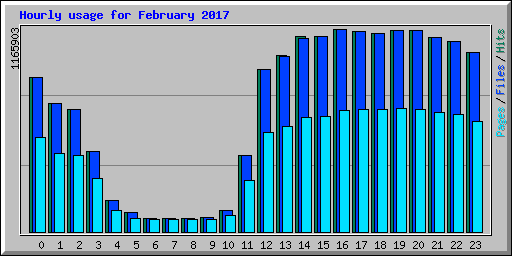 Hourly usage for February 2017
1165903
Pages/Files/Hits
0 1 2 3 4 5 6 7 8 9 10 11 12 13 14 15 16 17 18 19 20 21 22 23